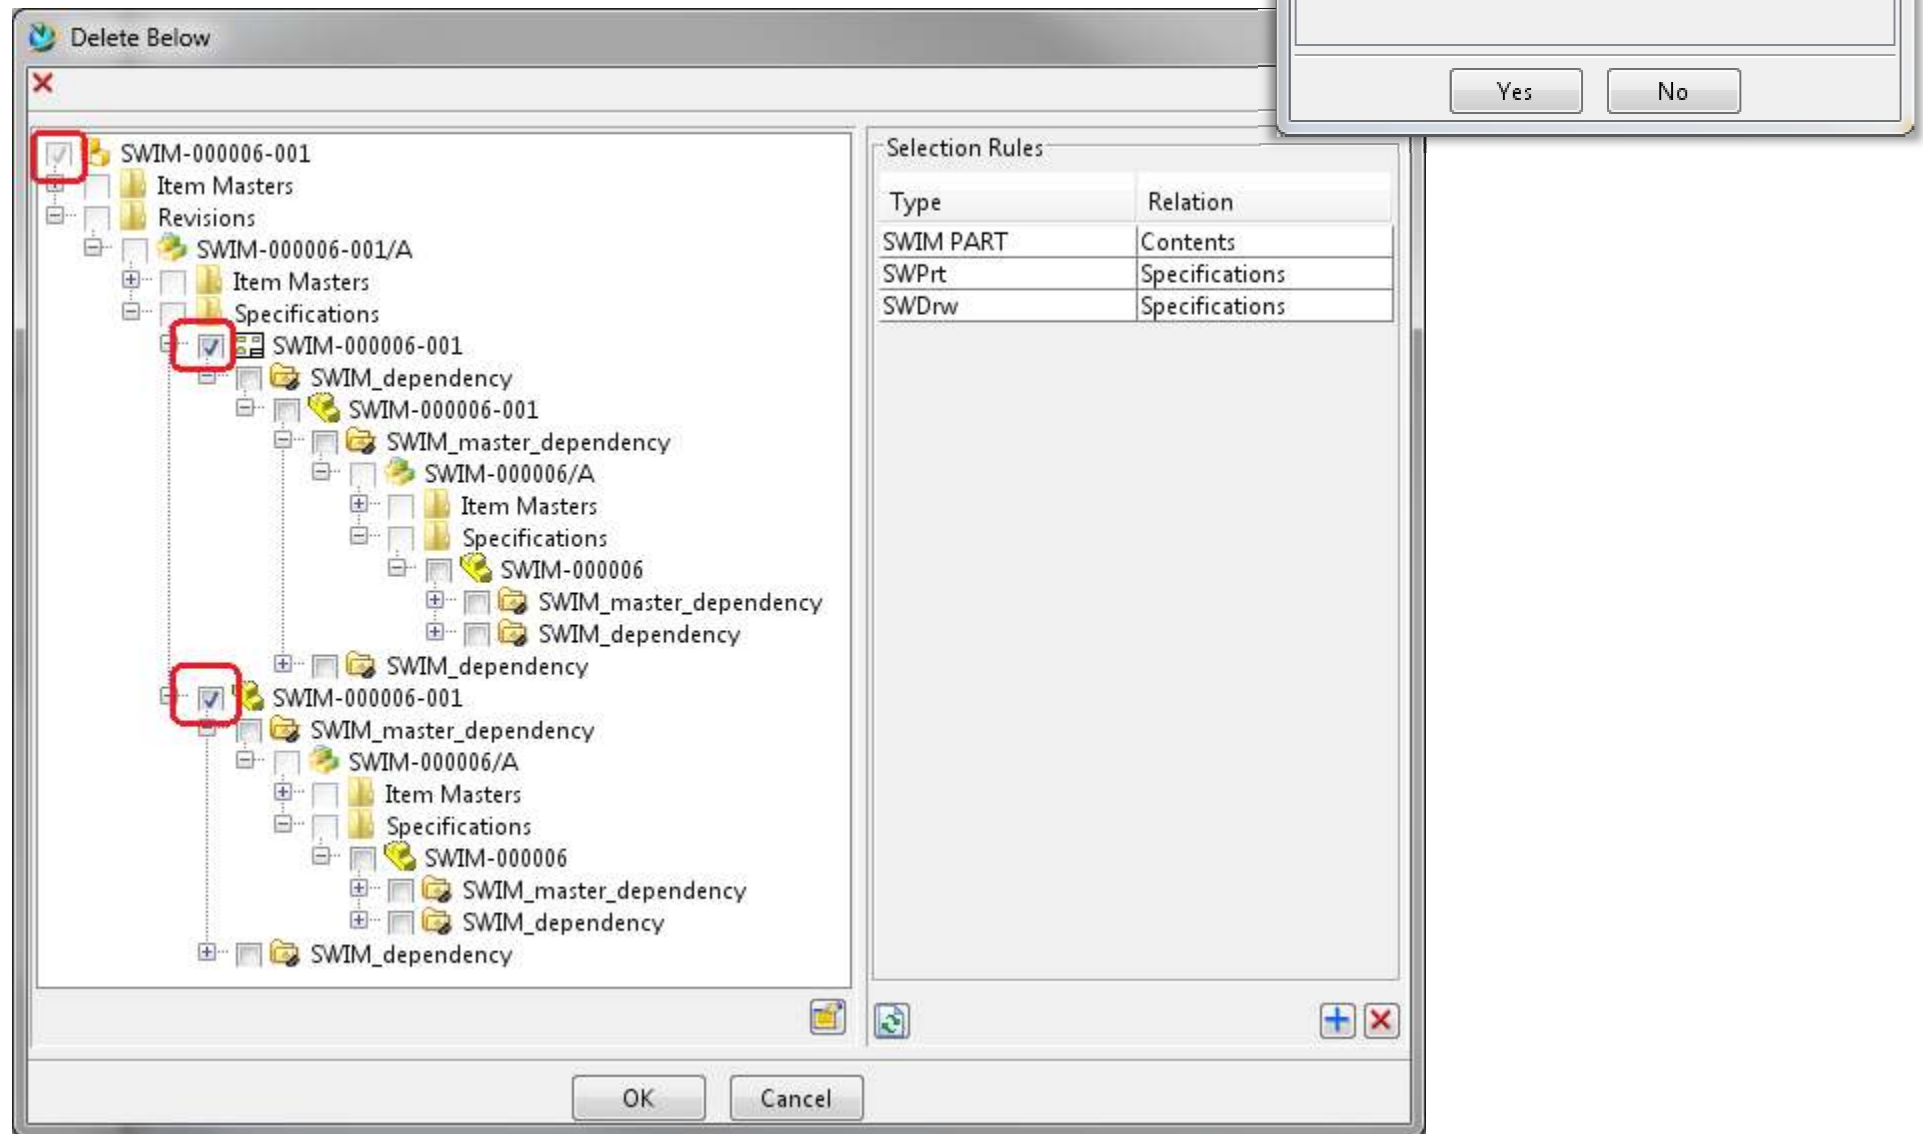 Delete Below
Yes No
SWIM-000006-001
Item Masters
Revisions
SWIM-000006-001/A
Item Masters
Specifications
SWIM-000006-001
SWIM_dependency
SWIM-000006-001
SWIM_master_dependency
SWIM-000006/A
Item Masters
Specifications
SWIM-000006
SWIM_master_dependency
SWIM_dependency
SWIM_dependency
SWIM-000006-001
SWIM_master_dependency
SWIM-000006/A
Item Masters
Specifications
SWIM-000006
SWIM_master_dependency
SWIM_dependency
SWIM_dependency
Selection Rules
Type Relation
SWIM PART Contents
SWPrt Specifications
SWDrw Specifications
OK Cancel